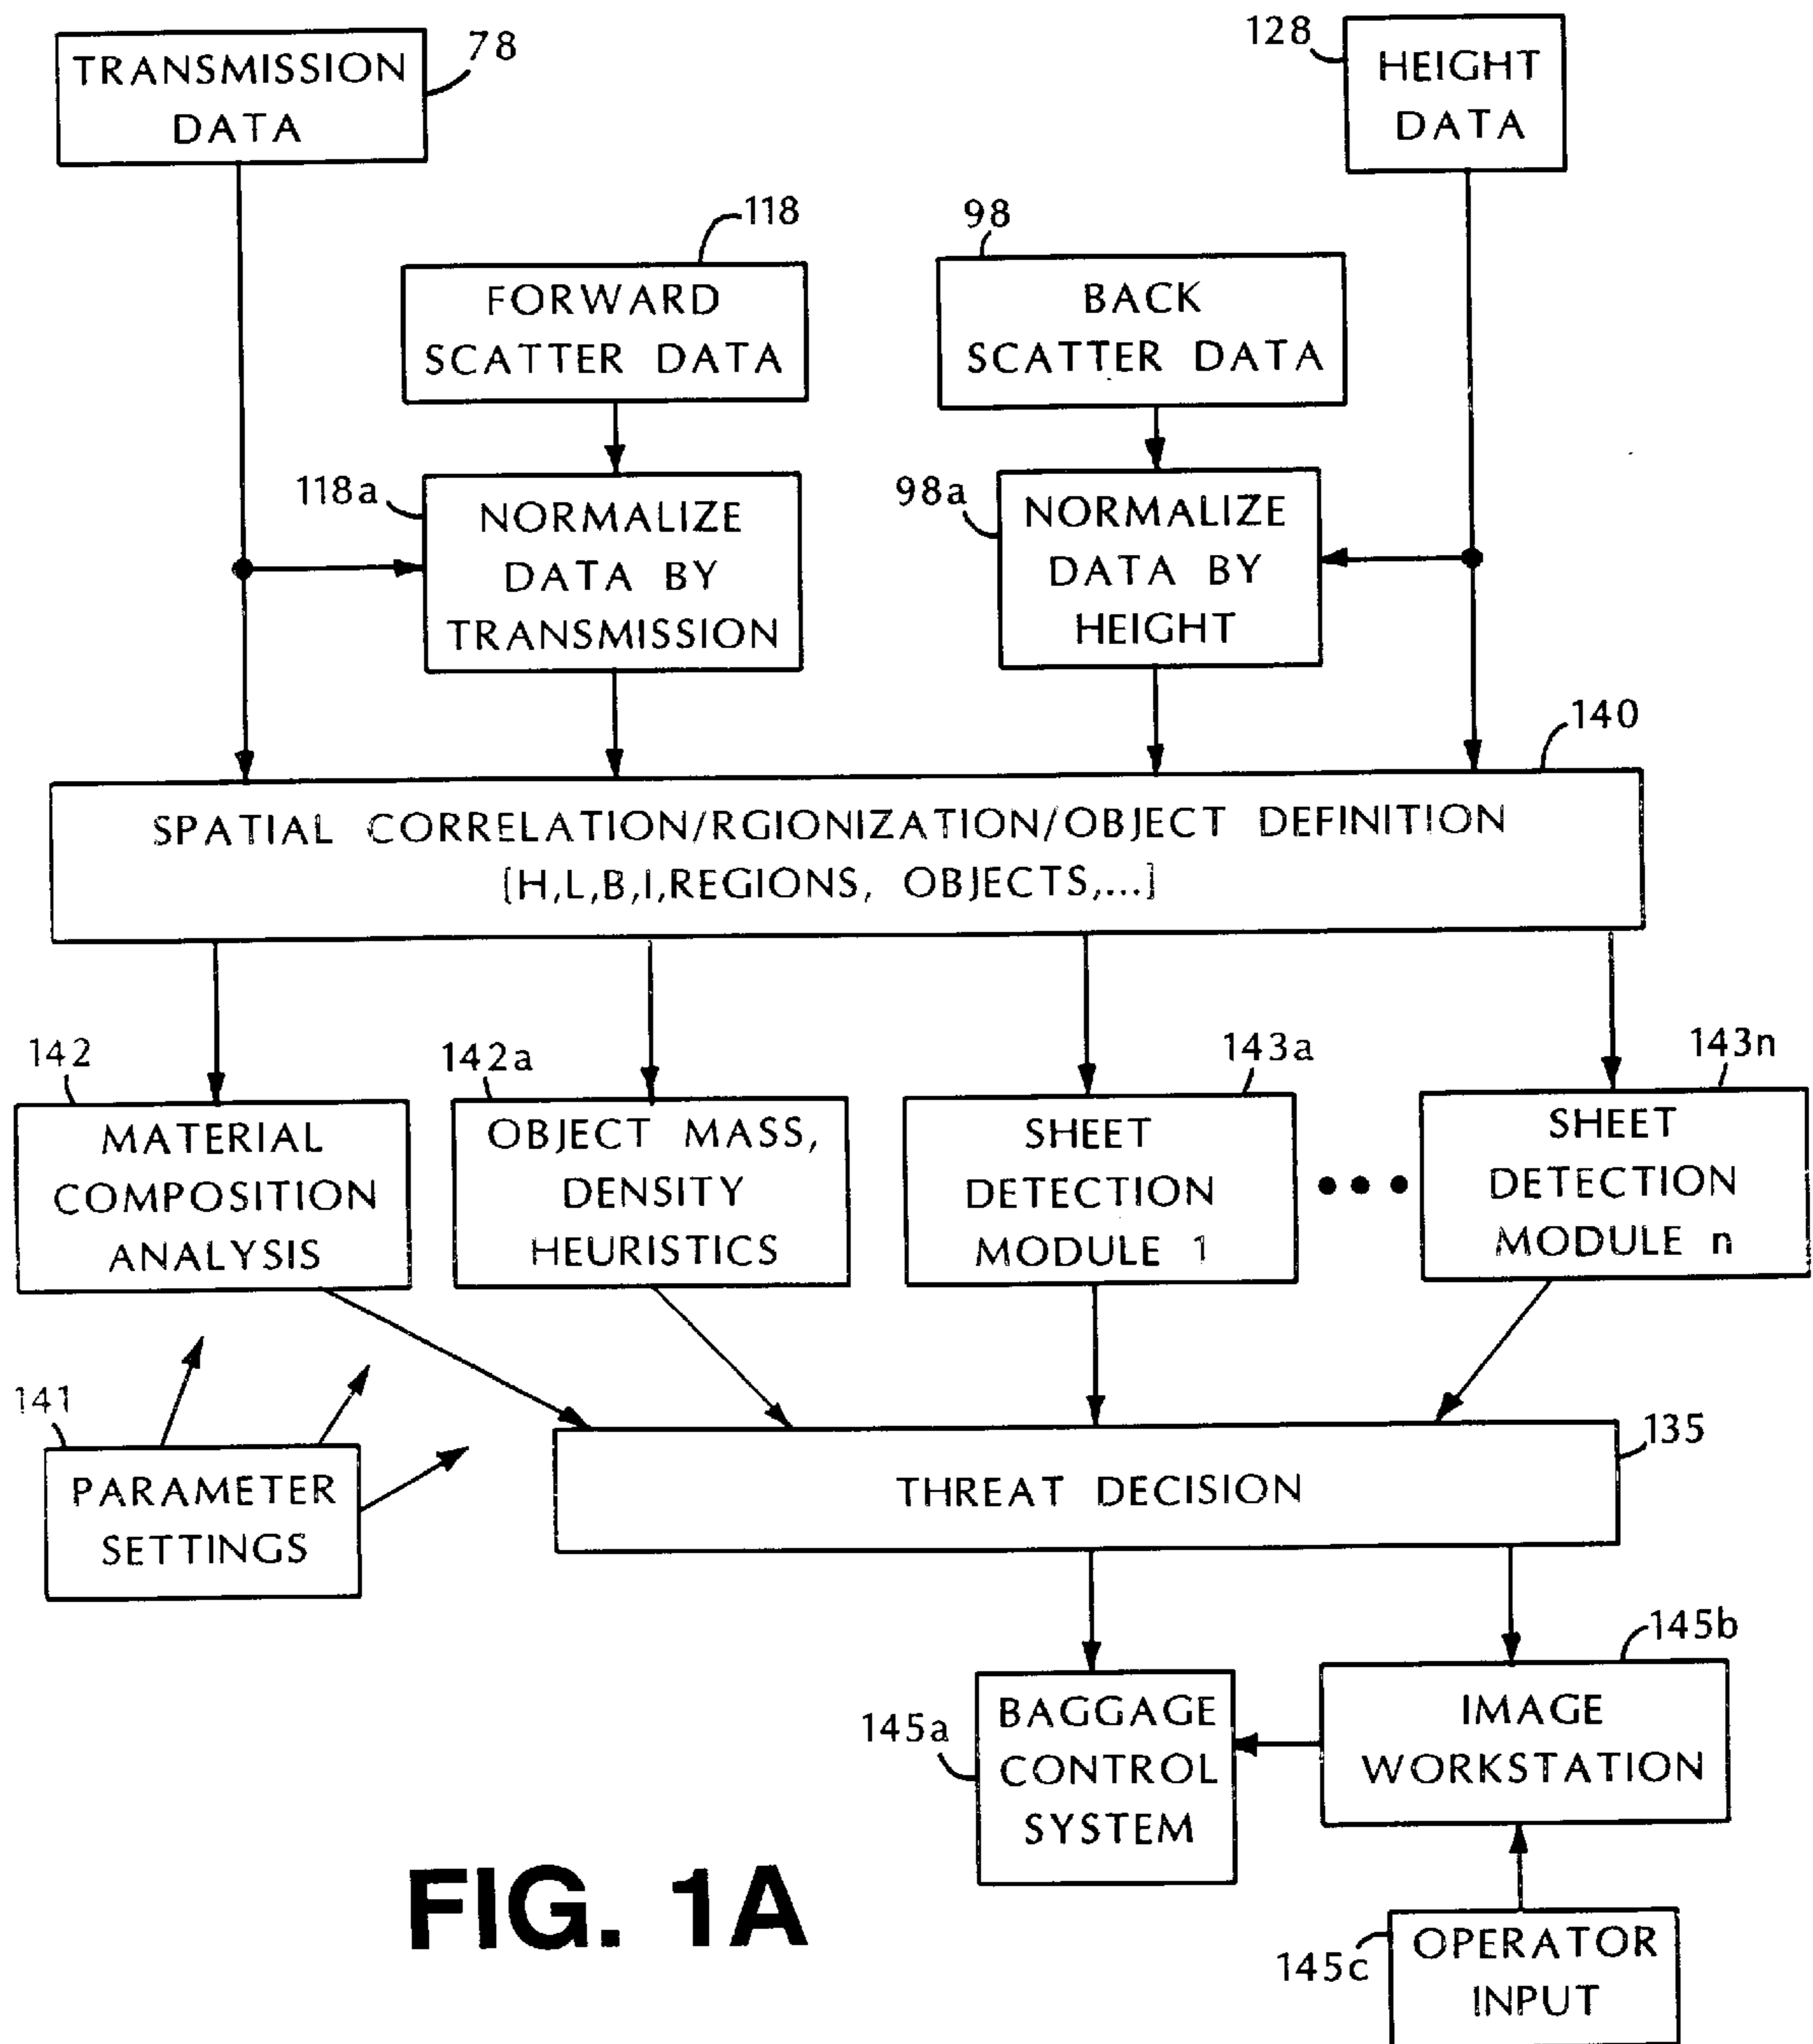 TRANSMISSION
DATA
78
128
HEIGHT
DATA
118
FORWARD
SCATTER DATA
98
BACK
SCATTER DATA
118a
NORMALIZE
DATA BY
TRANSMISSION
98a
NORMALIZE
DATA BY
HEIGHT
140
SPATIAL CORRELATION/RGIONIZATION/OBJECT DEFINITION
[H,L,B,I,REGIONS, OBJECTS,...]
142
MATERIAL
COMPOSITION
ANALYSIS
142a
OBJECT MASS,
DENSITY
HEURISTICS
143a
SHEET
DETECTION
MODULE 1
143n
SHEET
DETECTION
MODULE n
141
PARAMETER
SETTINGS
135
THREAT DECISION
145a
BAGGAGE
CONTROL
SYSTEM
145b
IMAGE
WORKSTATION
145c
OPERATOR
INPUT
FIG. 1A